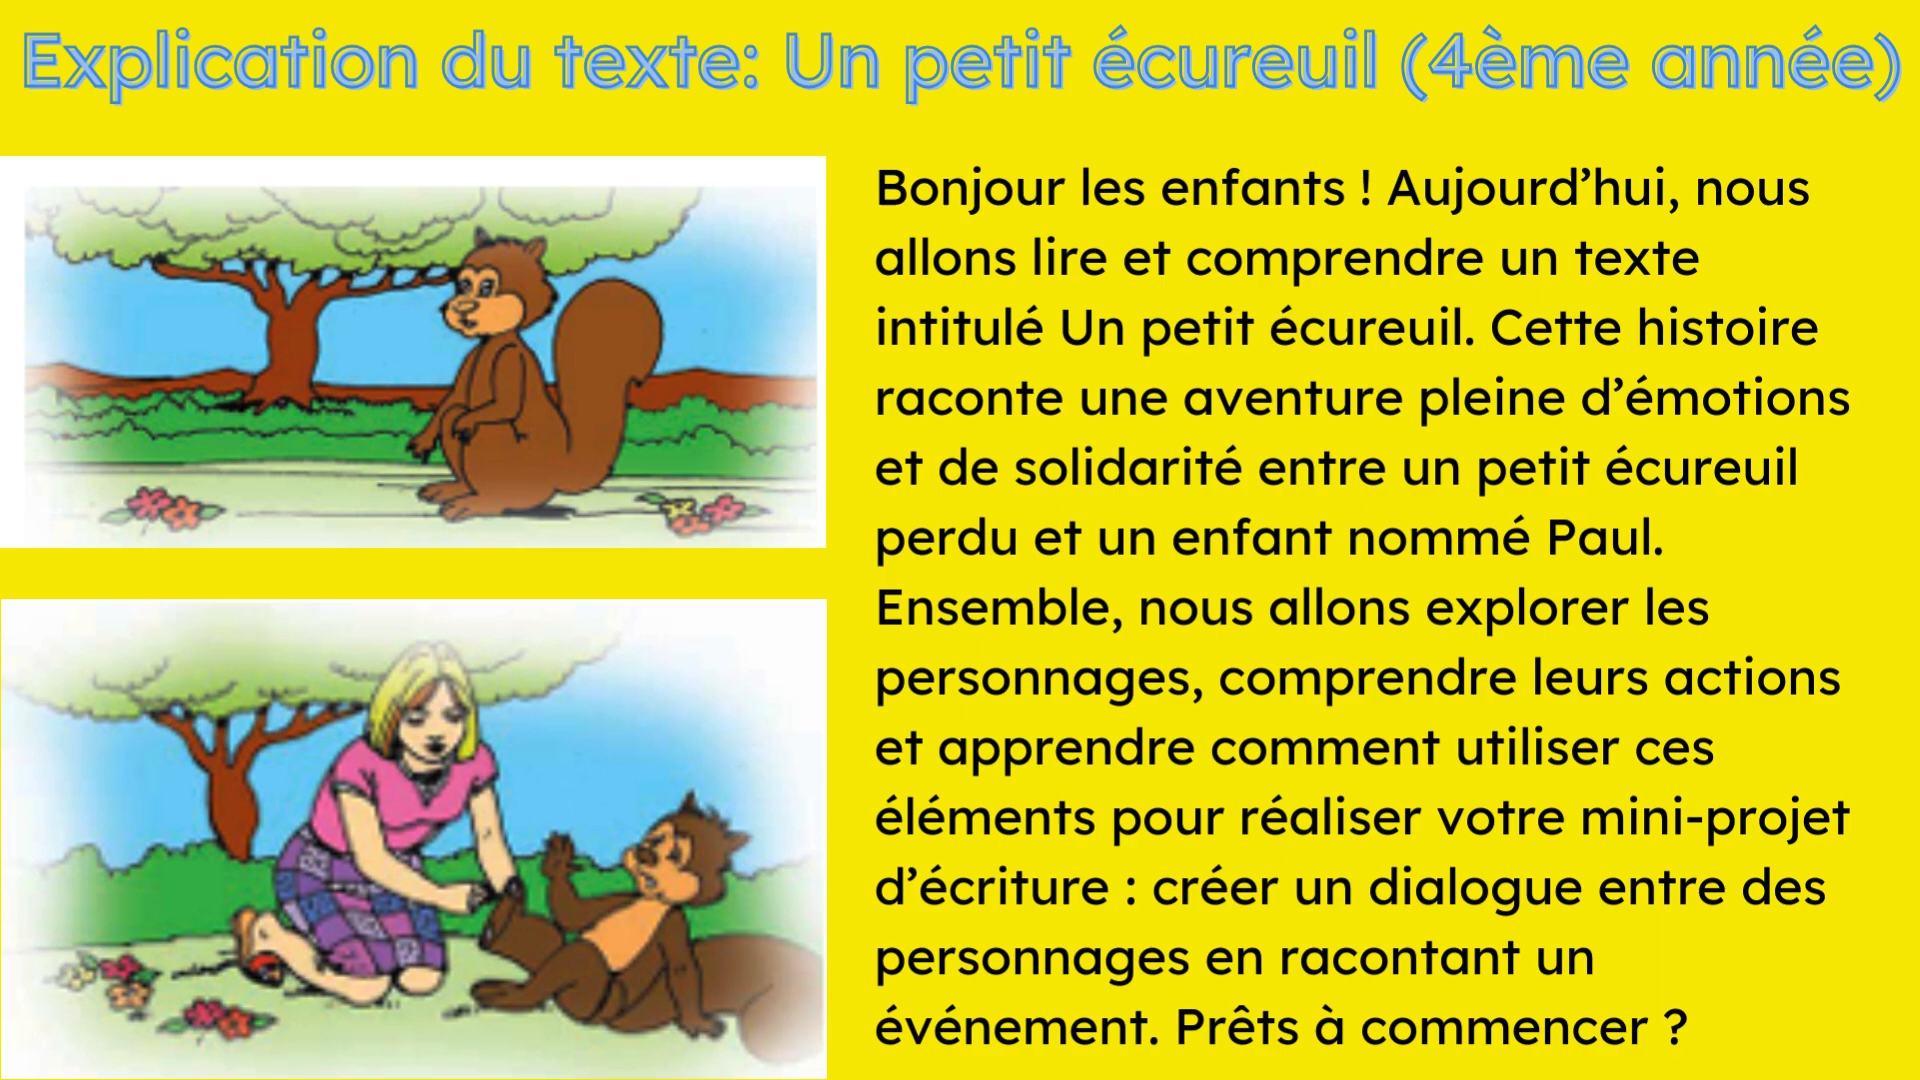 Explication du texte: Un petit écureuil (4ème année)
Bonjour les enfants ! Aujourd’hui, nous
allons lire et comprendre un texte
intitulé Un petit écureuil. Cette histoire
raconte une aventure pleine d’émotions
et de solidarité entre un petit écureuil
perdu et un enfant nommé Paul.
Ensemble, nous allons explorer les
personnages, comprendre leurs actions
et apprendre comment utiliser ces
éléments pour réaliser votre mini-projet
d’écriture : créer un dialogue entre des
personnages en racontant un
événement. Prêts à commencer ?